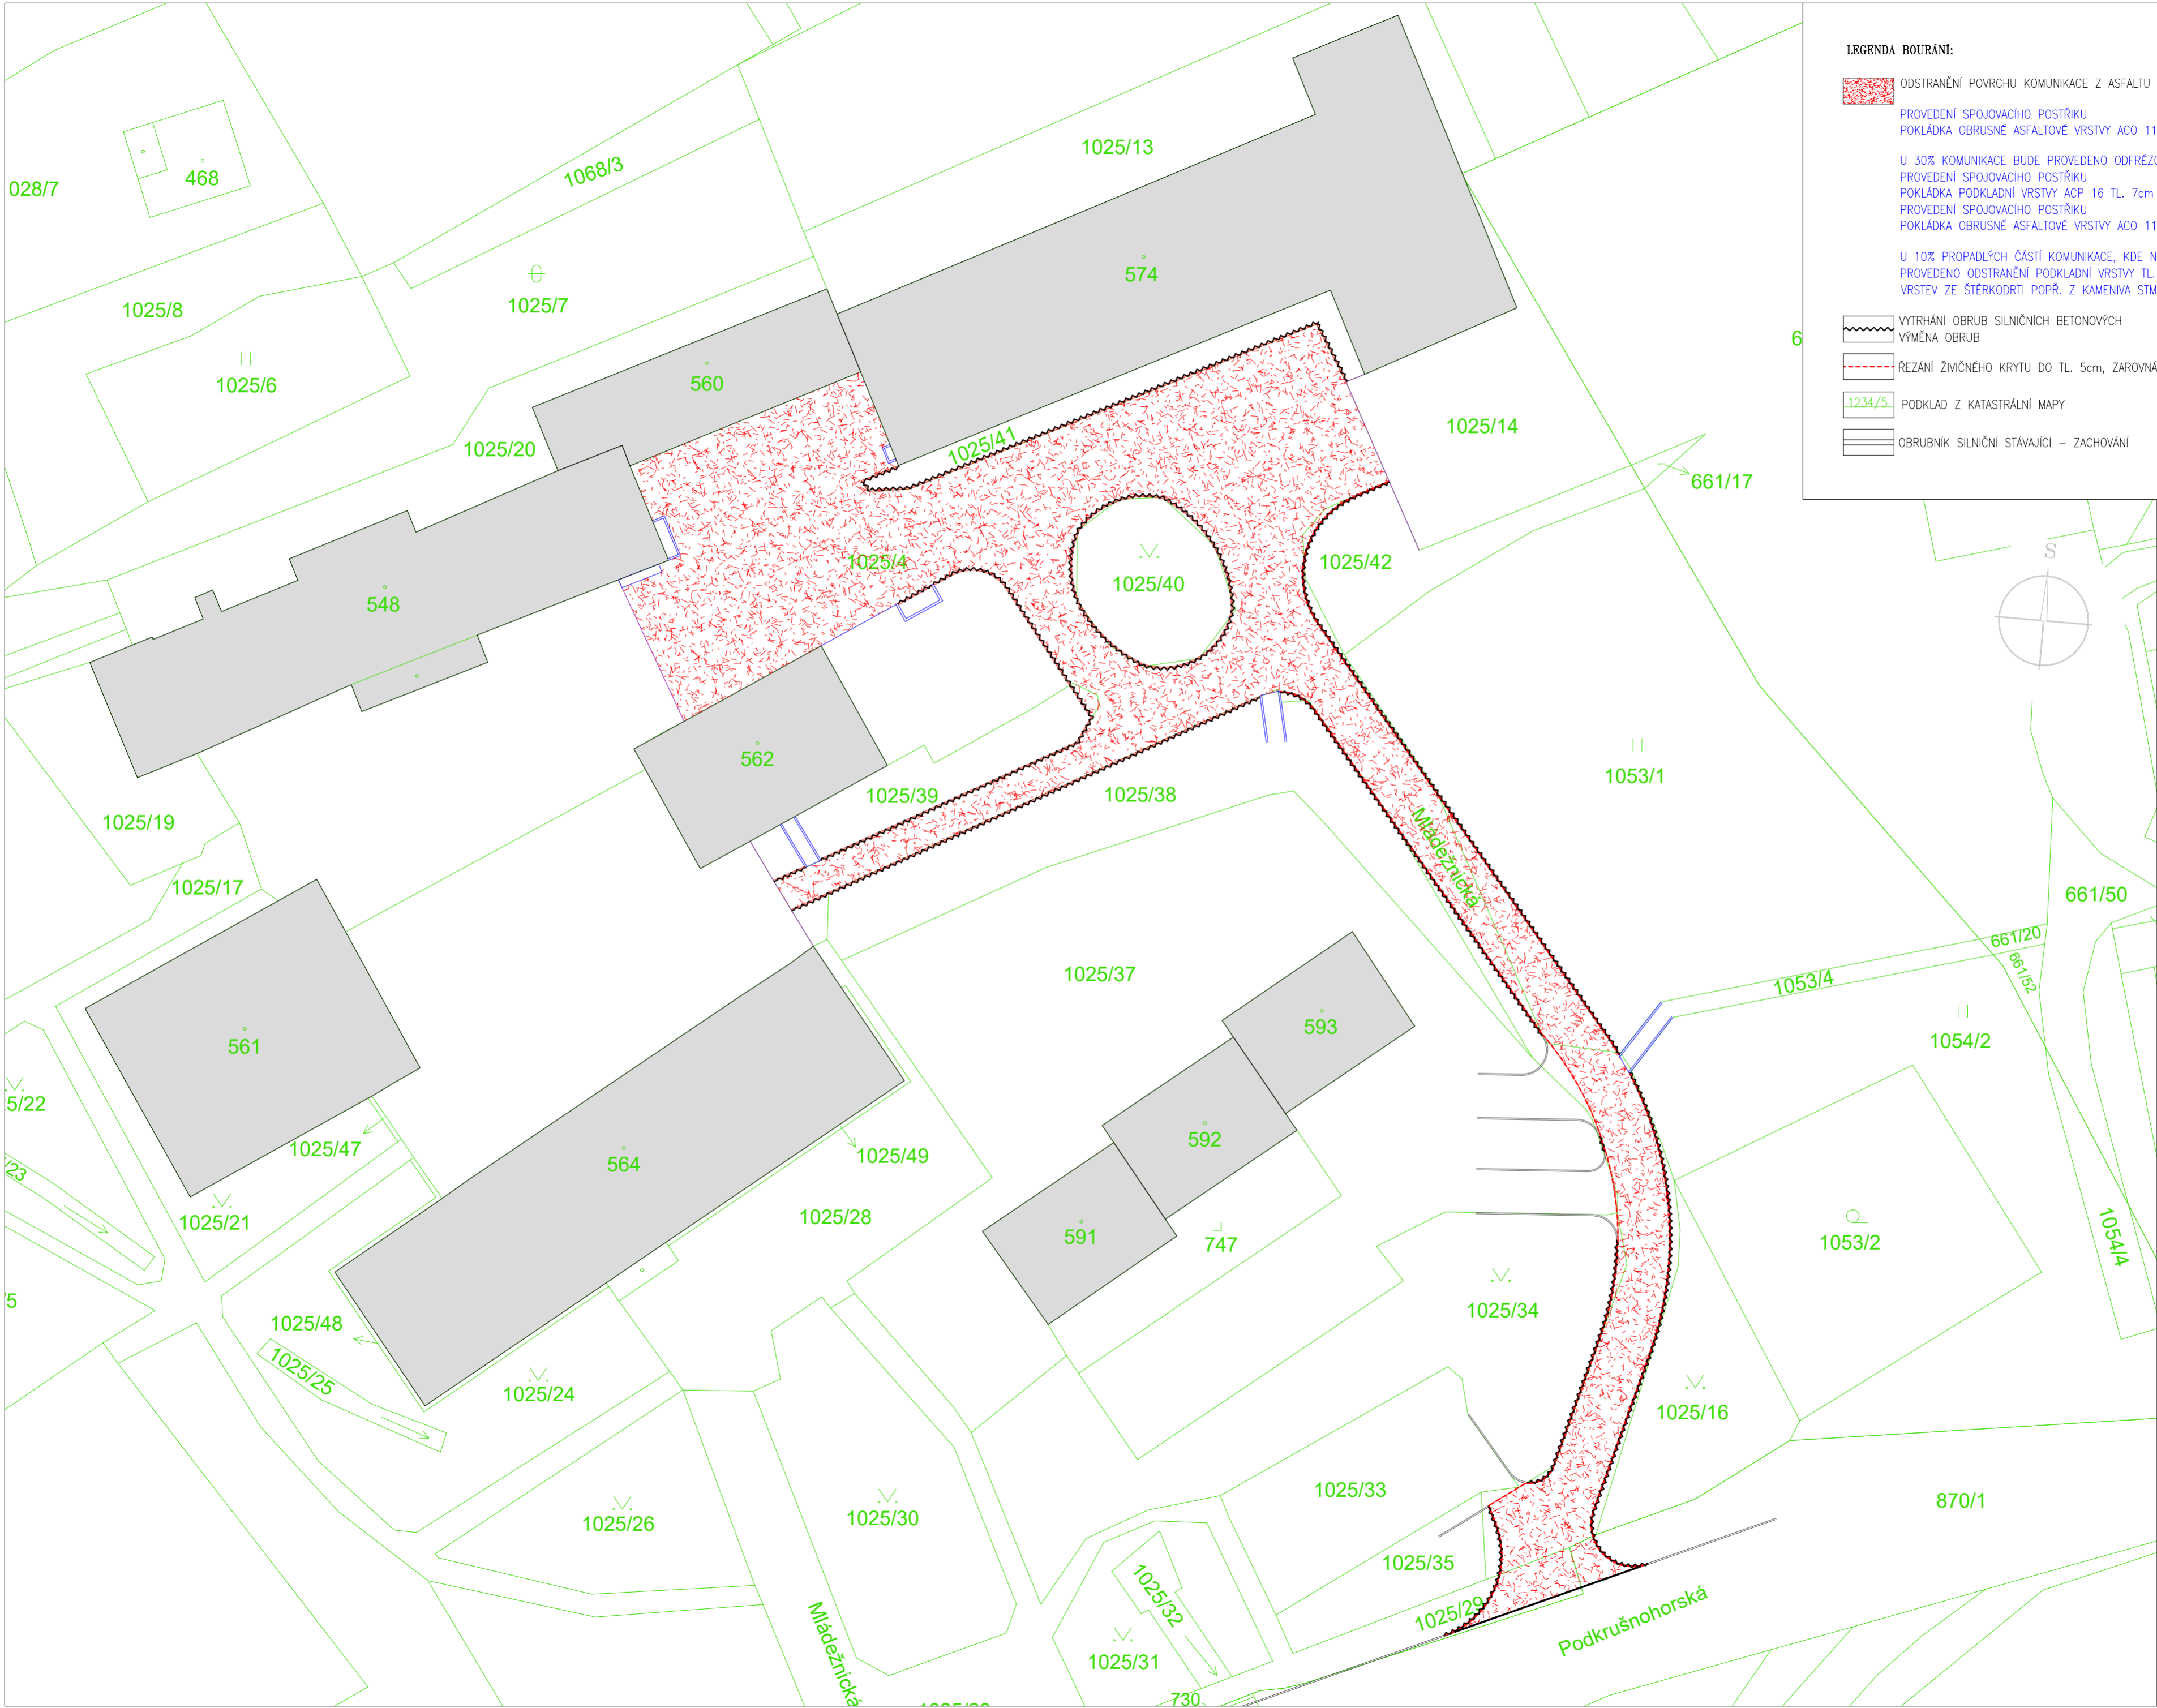 LEGENDA BOURÁNÍ:
ODSTRANĚNÍ POVRCHU KOMUNIKACE Z ASFALTU
PROVEDENÍ SPOJOVACÍHO POSTŘIKU
POKLÁDKA OBRUSNÉ ASFALTOVÉ VRSTVY ACO 11
U 30% KOMUNIKACE BUDE PROVEDENO
PROVEDENÍ SPOJOVACÍHO POSTŘIKU
POKLÁDKA PODKLADNÍ VRSTVY ACP 16 TL. 7cm
PROVEDENÍ SPOJOVACÍHO POSTŘIKU
POKLÁDKA OBRUSNÉ ASFALTOVÉ VRSTVY ACO 11
U 10% PROPADLÝCH ČÁSTÍ KOMUNIKACE, KDE
PROVEDENO ODSTRANĚNÍ PODKLADNÍ VRSTVY TL.
VRSTEV ZE ŠTĚRKODRTI POPŘ. Z KAMENIVA
VYTRHÁNÍ OBRUB SILNIČNÍCH BETONOVÝCH
VÝMĚNA OBRUB
ŘEZÁNÍ ŽIVIČNÉHO KRYTU DO TL. 5cm,
1234/5 PODKLAD Z KATASTRÁLNÍ MAPY
OBRUBNÍK SILNIČNÍ STÁVAJÍCÍ – ZACHOVÁNÍ
028/7
468
1068/3
1025/13
574
1025/8
1025/7
1025/6
560
1025/20
1025/41
1025/14
661/17
S
548
1025/4
1025/40
1025/42
562
1025/39
1025/38
1053/1
1025/19
1025/17
Mládežnická
661/50
661/20
661/52
1053/4
1025/37
593
561
1054/2
5/22
1025/47
564
1025/49
592
1025/21
1025/28
591
747
1053/2
1054/4
1025/34
1025/48
1025/25
1025/24
1025/16
1025/26
1025/30
1025/33
870/1
1025/35
1025/32
1025/29
Podkrušnohorská
1025/31
Mládežnická
730